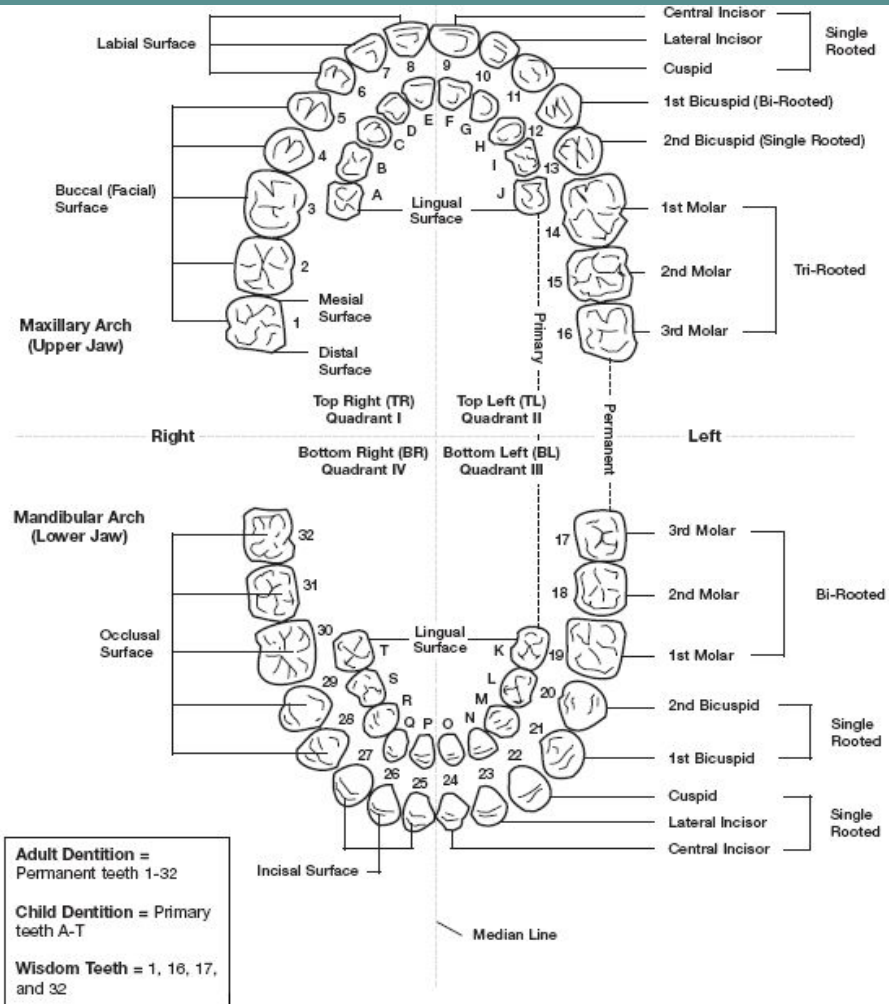 Central Incisor
Labial Surface
Lateral Incisor
Single
Rooted
Cuspid
7 8 9 10
6 11
5 E F
D G
C H 12
1st Bicuspid (Bi-Rooted)
4 B I 13
2nd Bicuspid (Single Rooted)
Buccal (Facial)
Surface
3 A J
Lingual
Surface
14
1st Molar
2
15
2nd Molar
Tri-Rooted
Mesial
Surface
1
16
3rd Molar
Maxillary Arch
(Upper Jaw)
Distal
Surface
Primary
Permanent
Top Right (TR)
Quadrant I
Top Left (TL)
Quadrant II
Right
Left
Bottom Right (BR)
Quadrant IV
Bottom Left (BL)
Quadrant III
Mandibular Arch
(Lower Jaw)
32
17
3rd Molar
31
18
2nd Molar
Bi-Rooted
Occlusal
Surface
30 T
Lingual
Surface
K 19
1st Molar
29 S L 20
2nd Bicuspid
28 R M 21
Q P O N
Single
Rooted
27 22
1st Bicuspid
26 25 24 23
Cuspid
Lateral Incisor
Single
Rooted
Central Incisor
Incisal Surface
Adult Dentition =
Permanent teeth 1-32
Child Dentition = Primary
teeth A-T
Wisdom Teeth = 1, 16, 17,
and 32
Median Line